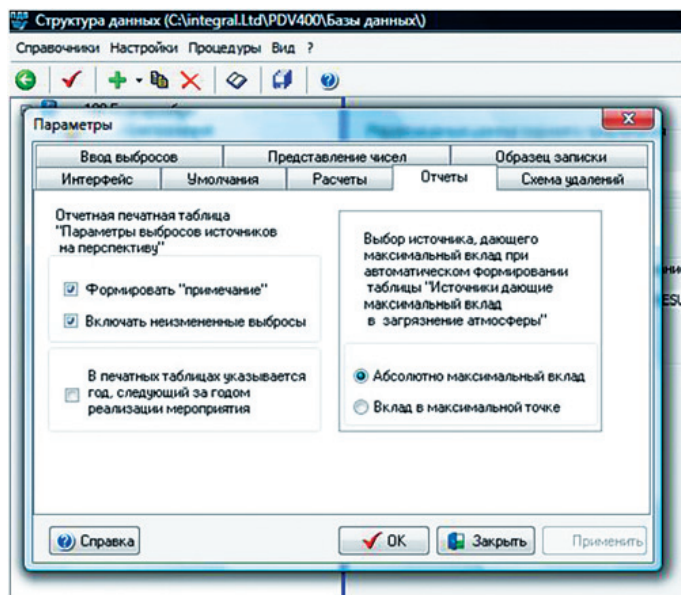 Структура данных (C:\integral.Ltd\PDV400\Базы данных\)
Справочники Настройки Процедуры Вид ?
Параметры
Ввод выбросов Представление чисел Образец записки
Интерфейс Умолчания Расчеты Отчеты Схема удалений
Отчетная печатная таблица
"Параметры выбросов источников
на перспективу"
Формировать "примечание"
Включать неизмененные выбросы
В печатных таблицах указывается
год, следующий за годом
реализации мероприятия
Выбор источника, дающего
максимальный вклад при
автоматическом формировании
таблицы "Источники дающие
максимальный вклад
в загрязнение атмосферы"
Абсолютно максимальный вклад
Вклад в максимальной точке
Справка OK Закрыть Применить